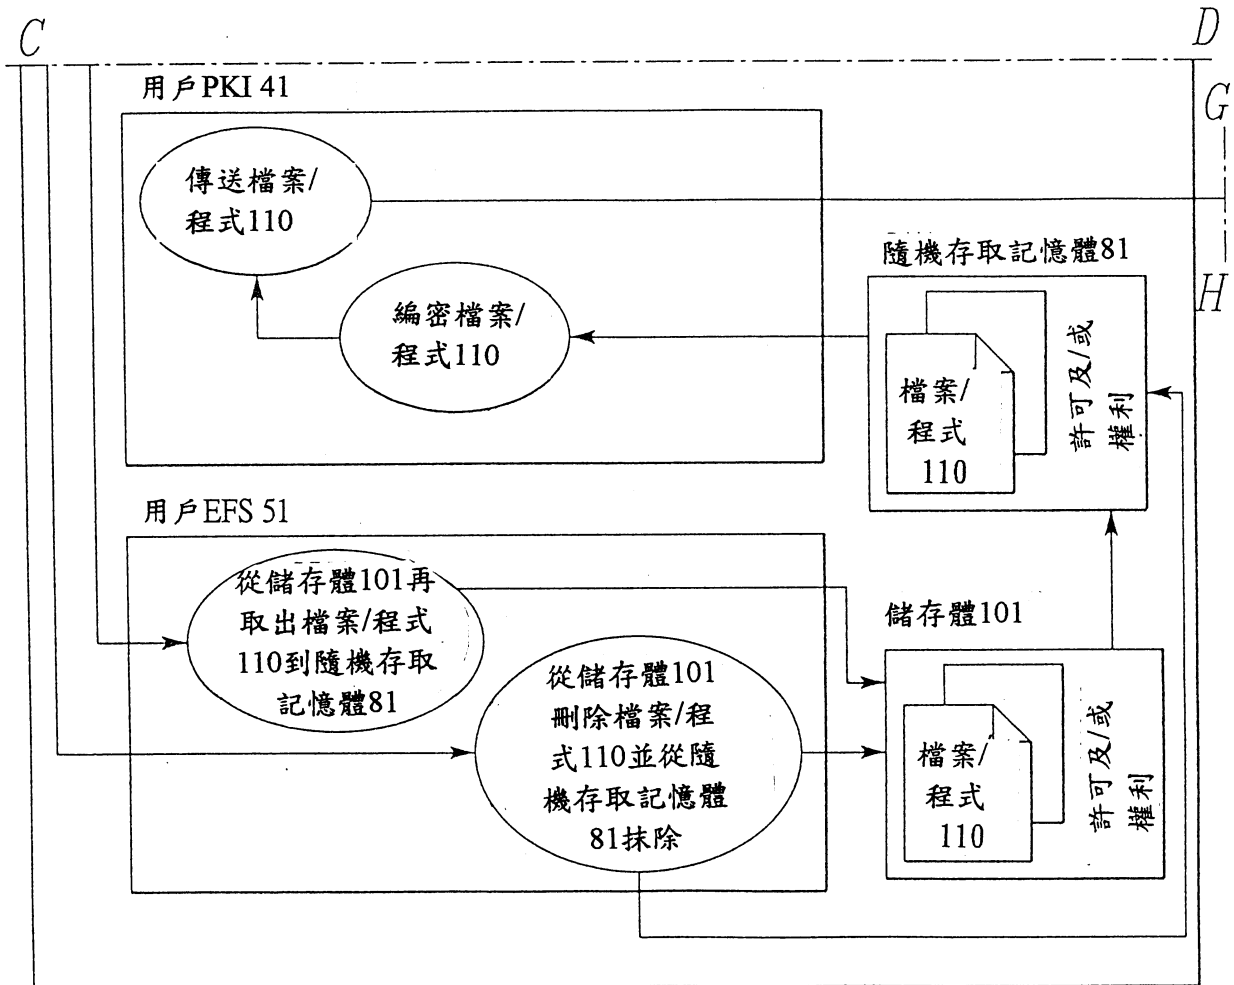 C
D
用戶PKI 41
G
傳送檔案/
程式110
隨機存取記憶體81
H
編密檔案/
程式110
檔案/
程式
110
許可及/或
權利
用戶EFS 51
從儲存體101再
取出檔案/程式
110到隨機存取
記憶體81
儲存體101
從儲存體101
刪除檔案/程
式110並從隨
機存取記憶體
81抹除
檔案/
程式
110
許可及/或
權利